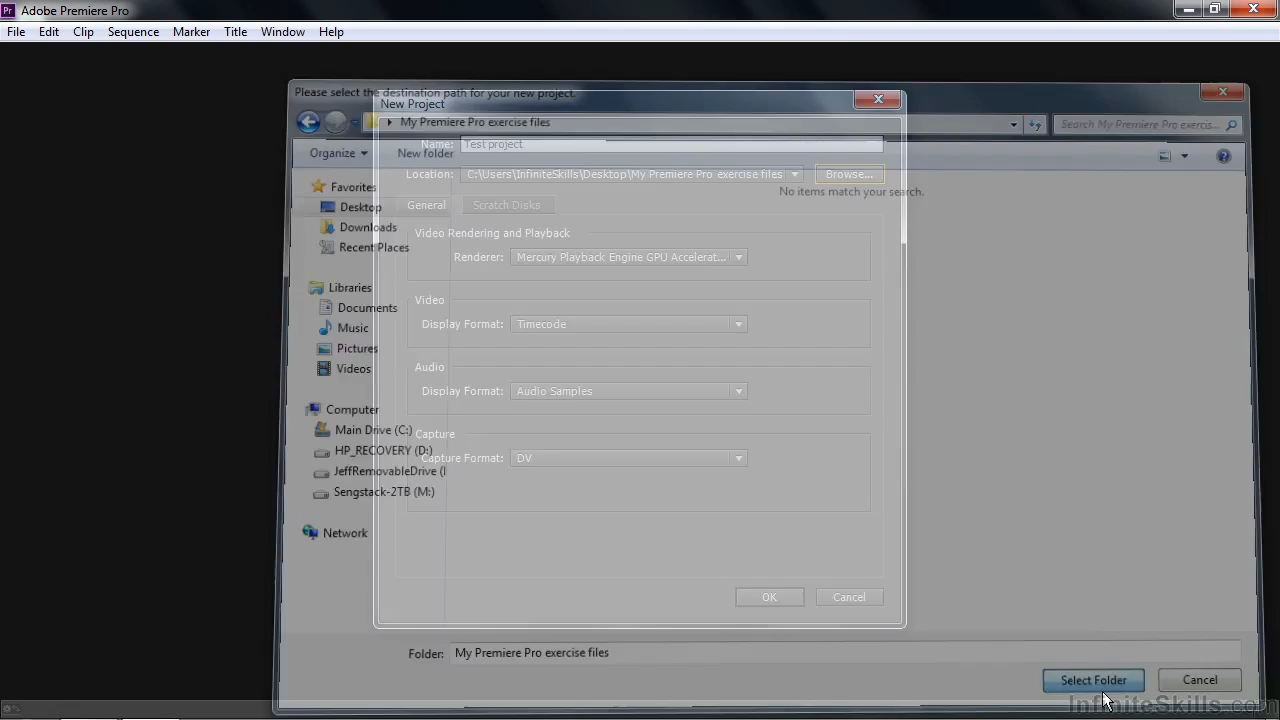 Pr Adobe Premiere Pro
File Edit Clip Sequence Marker Title Window Help
Please select the destination path for your new project.
New Project
My Premiere Pro exercise files
Search My Premiere Pro exercis...
Name: Test project
Organize New folder
Location: C:\Users\InfiniteSkills\Desktop\My Premiere Pro exercise files Browse...
No items match your search.
General Scratch Disks
Favorites
Desktop
Downloads
Recent Places
Libraries
Documents
Music
Pictures
Videos
Computer
Main Drive (C:)
HP_RECOVERY (D:)
JeffRemovableDrive (I
Sengstack-2TB (M:)
Network
Video Rendering and Playback
Renderer: Mercury Playback Engine GPU Accelerat...
Video
Display Format: Timecode
Audio
Display Format: Audio Samples
Capture
Capture Format: DV
OK Cancel
Folder: My Premiere Pro exercise files
Select Folder Cancel
InfiniteSkills.com